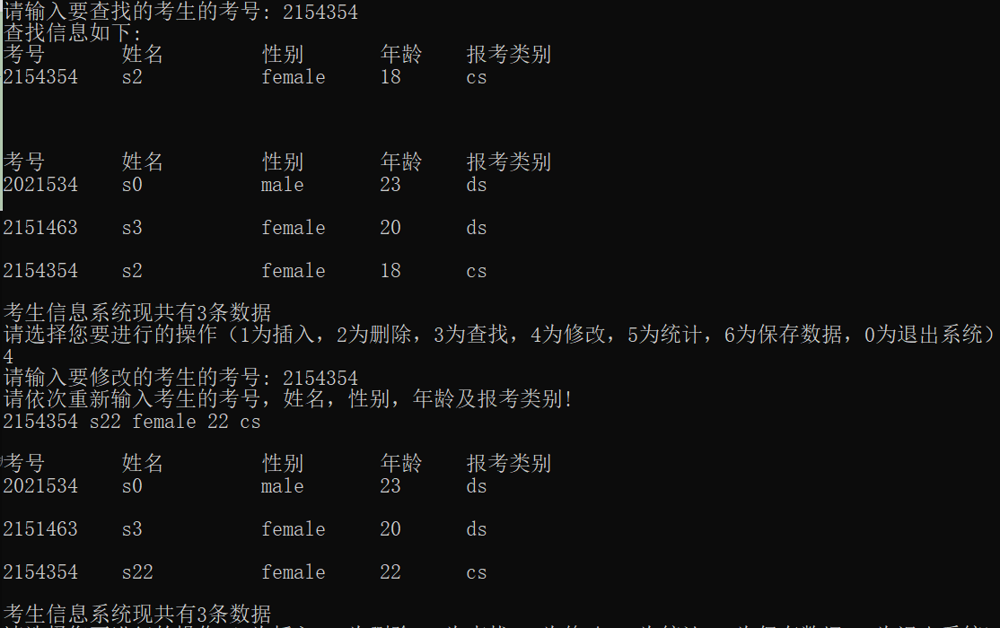 请输入要查找的考生的考号: 2154354
查找信息如下:
考号 姓名 性别 年龄 报考类别
2154354 s2 female 18 cs
考号 姓名 性别 年龄 报考类别
2021534 s0 male 23 ds
2151463 s3 female 20 ds
2154354 s2 female 18 cs
考生信息系统现共有3条数据
请选择您要进行的操作（1为插入，2为删除，3为查找，4为修改，5为统计，6为保存数据，0为退出系统）
4
请输入要修改的考生的考号: 2154354
请依次重新输入考生的考号，姓名，性别，年龄及报考类别!
2154354 s22 female 22 cs
考号 姓名 性别 年龄 报考类别
2021534 s0 male 23 ds
2151463 s3 female 20 ds
2154354 s22 female 22 cs
考生信息系统现共有3条数据